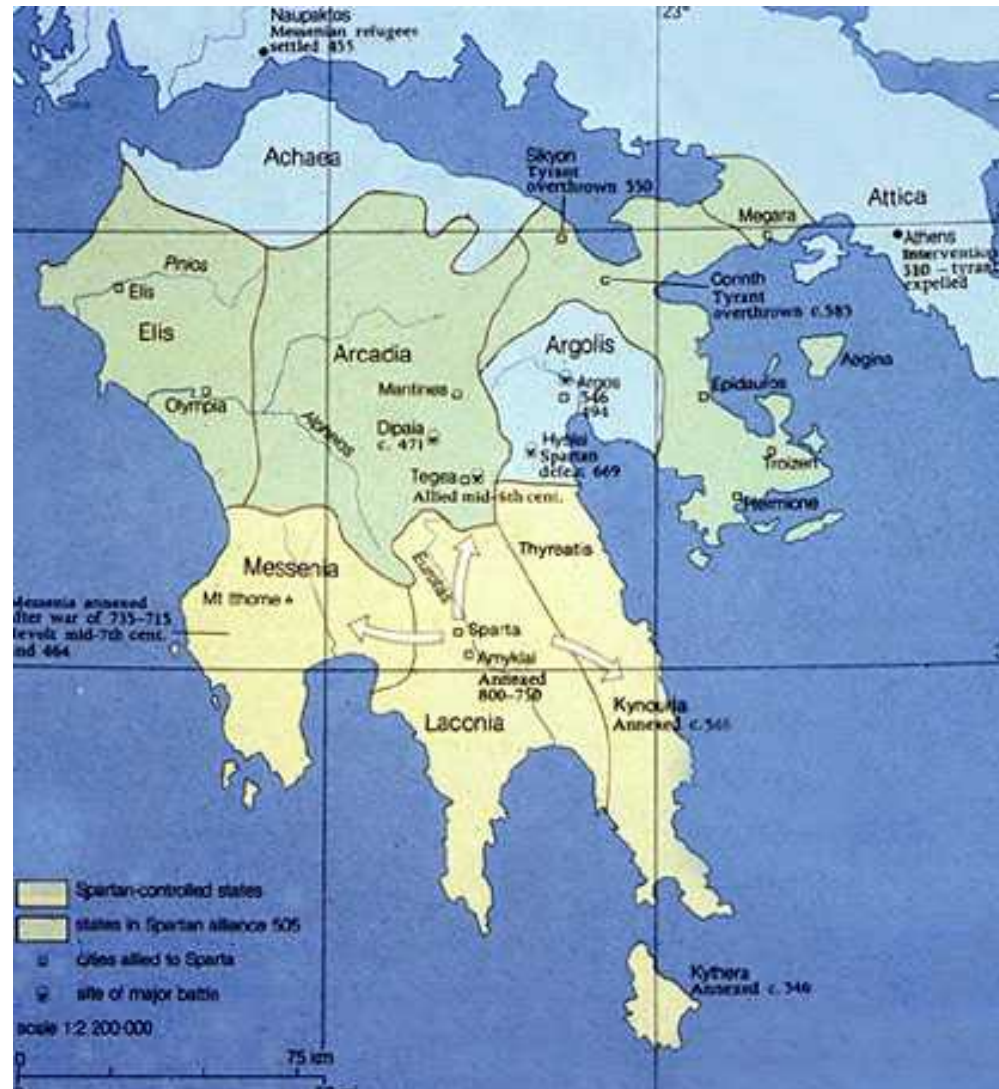 Naupaktos
Messenian refugees
settled 455
23°
Achaea
Sikyon
Tyrant
overthrown 550
Attica
Megara
Athens
Intervention
510 – tyrant
expelled
Pinios
Elis
Elis
Corinth
Tyrant
overthrown c.585
Arcadia
Argolis
Aegina
Mantinea
Argos
546
494
Epidauros
Olympia
Alpheios
Dipaia
c. 471
Hysiai
Spartan
defeat 669
Troizen
Tegea
Allied mid-6th cent.
Hermione
Messenia
Eurotas
Thyreatis
Mt Ithome
Messenia annexed
after war of 735–715
Revolt mid-7th cent.
and 464
Sparta
Amyklai
Annexed
800–750
Kynouria
Annexed c.546
Laconia
Spartan-controlled states
states in Spartan alliance 505
cities allied to Sparta
site of major battle
Kythera
Annexed c. 546
scale 1:2 200 000
0
75 km